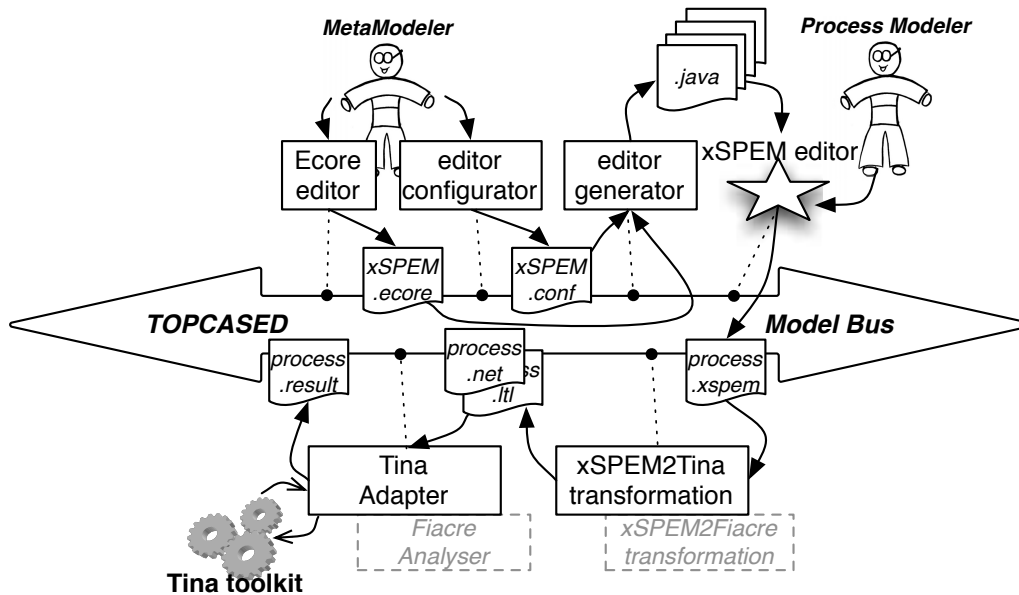 MetaModeler
Process Modeler
.java
Ecore
editor
editor
configurator
editor
generator
xSPEM editor
xSPEM
.ecore
xSPEM
.conf
TOPCASED
Model Bus
process
.result
process
.net
ss
.ltl
process
.xspem
Tina
Adapter
xSPEM2Tina
transformation
Fiacre
Analyser
xSPEM2Fiacre
transformation
Tina toolkit